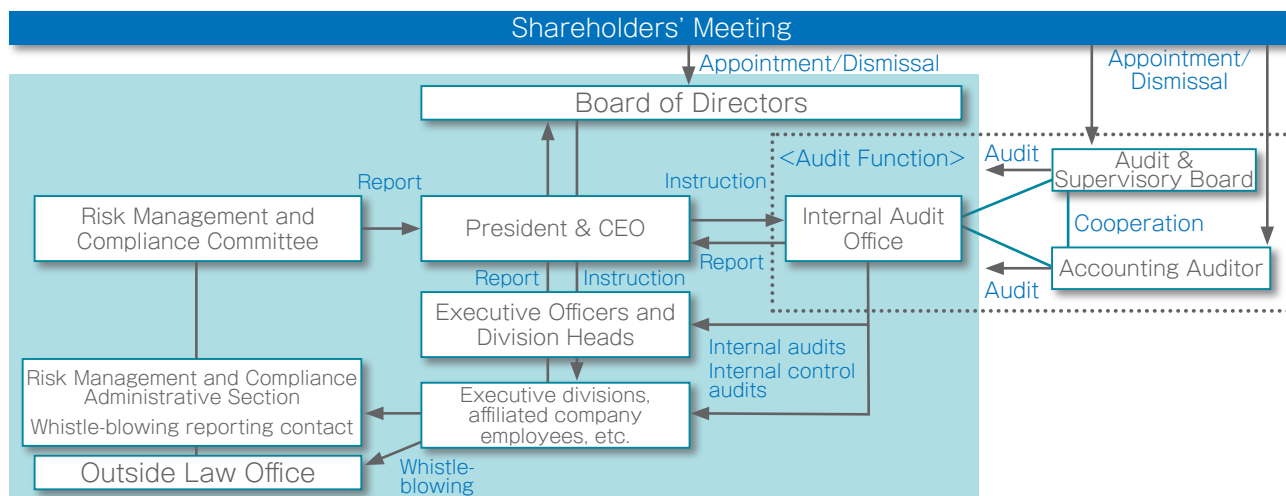 Shareholders' Meeting
Appointment/Dismissal
Appointment/
Dismissal
Board of Directors
<Audit Function>
Audit
Audit &
Supervisory Board
Report
Instruction
Risk Management and
Compliance Committee
President & CEO
Internal Audit
Office
Cooperation
Report
Report
Instruction
Accounting Auditor
Audit
Executive Officers and
Division Heads
Internal audits
Internal control
audits
Risk Management and Compliance
Administrative Section
Whistle-blowing reporting contact
Executive divisions,
affiliated company
employees, etc.
Outside Law Office
Whistle-
blowing